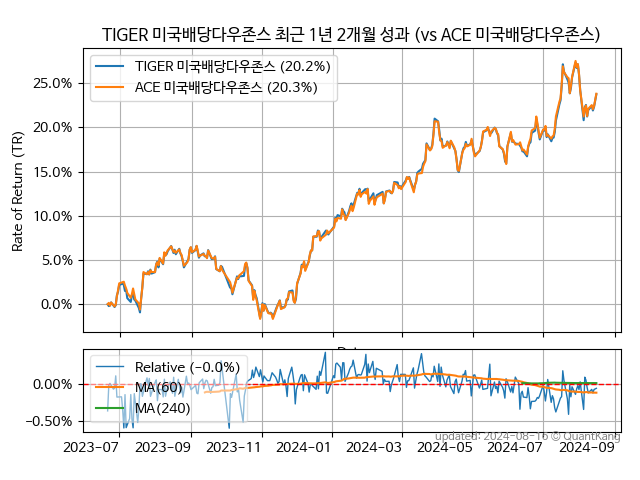 TIGER 미국배당다우존스 최근 1년 2개월 성과 (vs ACE 미국배당다우존스)
TIGER 미국배당다우존스 (20.2%)
ACE 미국배당다우존스 (20.3%)
Rate of Return (TR)
25.0%
20.0%
15.0%
10.0%
5.0%
0.0%
Relative (−0.0%)
MA(60)
MA(240)
0.00%
−0.50%
2023-07
2023-09
2023-11
2024-01
2024-03
2024-05
2024-07
2024-09
updated: 2024-08-16 © QuantKang